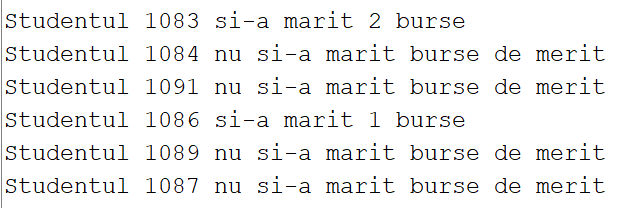 Studentul 1083 si-a marit 2 burse
Studentul 1084 nu si-a marit burse de merit
Studentul 1091 nu si-a marit burse de merit
Studentul 1086 si-a marit 1 burse
Studentul 1089 nu si-a marit burse de merit
Studentul 1087 nu si-a marit burse de merit